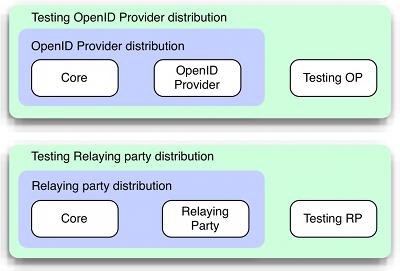 Testing OpenID Provider distribution
OpenID Provider distribution
Core
OpenID
Provider
Testing OP
Testing Relaying party distribution
Relaying party distribution
Core
Relaying
Party
Testing RP